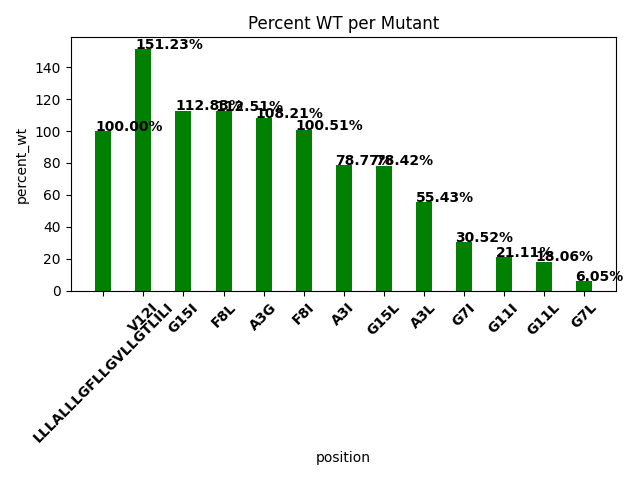 Percent WT per Mutant
percent_wt
140
120
100
80
60
40
20
0
100.00%
151.23%
112.51%
108.21%
100.51%
78.77%
78.42%
55.43%
30.52%
21.11%
18.06%
6.05%
LLLALLLGFLLGVLLGTLILI
V12I
G15I
F8L
A3G
F8I
A3I
G15L
A3L
G7I
G11I
G11L
G7L
position